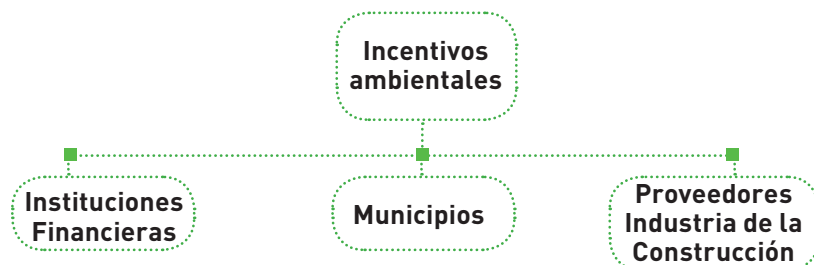 Incentivos
ambientales
Instituciones
Financieras
Municipios
Proveedores
Industria de la
Construcción